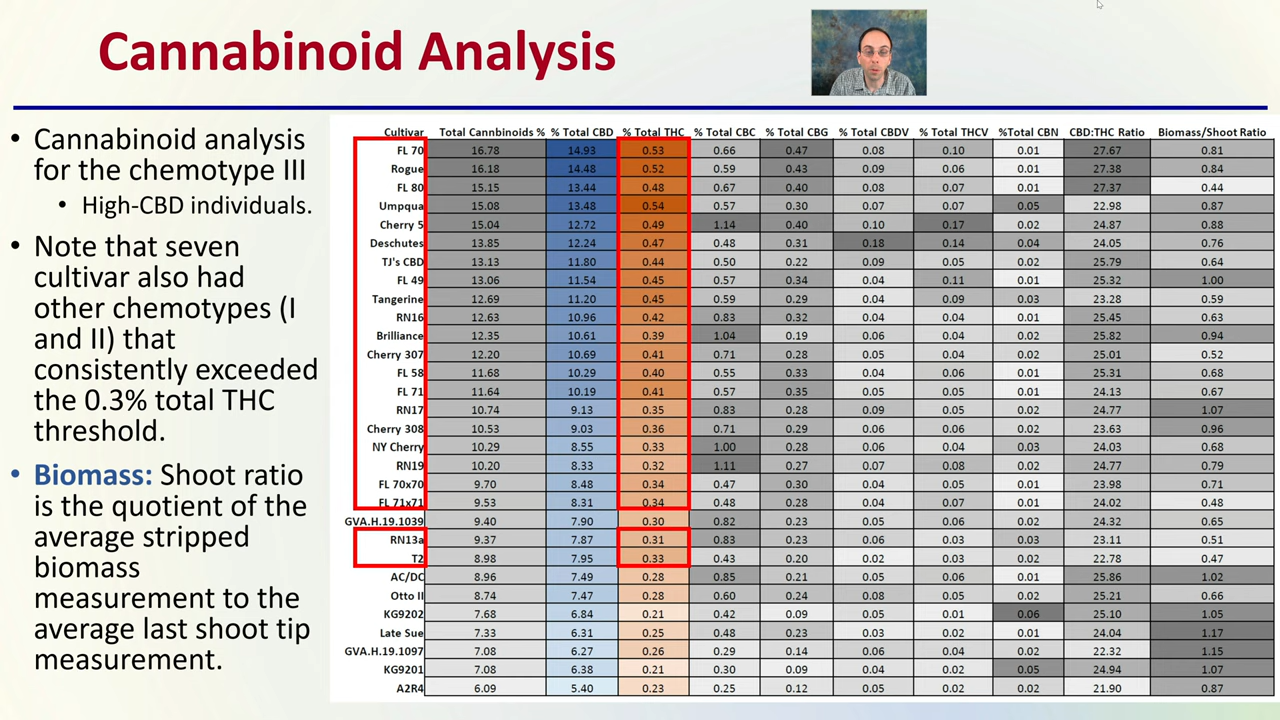 Cannabinoid Analysis
• Cannabinoid analysis
for the chemotype III
• High-CBD individuals.
• Note that seven
cultivar also had
other chemotypes (I
and II) that
consistently exceeded
the 0.3% total THC
threshold.
• Biomass: Shoot ratio
is the quotient of the
average stripped
biomass
measurement to the
average last shoot tip
measurement.
Cultivar Total Cannbinoids % % Total CBD % Total THC % Total CBC % Total CBG % Total CBDV % Total THCV %Total CBN CBD:THC Ratio Biomass/Shoot Ratio
FL 70 16.78 14.93 0.53 0.66 0.47 0.08 0.10 0.01 27.67 0.81
Rogue 16.18 14.48 0.52 0.59 0.43 0.09 0.06 0.01 27.38 0.84
FL 80 15.15 13.44 0.48 0.67 0.40 0.08 0.07 0.01 27.37 0.44
Umpqua 15.08 13.48 0.54 0.57 0.30 0.07 0.07 0.05 22.98 0.87
Cherry 5 15.04 12.72 0.49 1.14 0.40 0.10 0.17 0.02 24.87 0.88
Deschutes 13.85 12.24 0.47 0.48 0.31 0.18 0.14 0.04 24.05 0.76
TJ's CBD 13.13 11.80 0.44 0.50 0.22 0.09 0.05 0.02 25.79 0.64
FL 49 13.06 11.54 0.45 0.57 0.34 0.04 0.11 0.01 25.32 1.00
Tangerine 12.69 11.20 0.45 0.59 0.29 0.04 0.09 0.03 23.28 0.59
RN16 12.63 10.96 0.42 0.83 0.32 0.04 0.04 0.01 25.45 0.63
Brilliance 12.35 10.61 0.39 1.04 0.19 0.06 0.04 0.02 25.82 0.94
Cherry 307 12.20 10.69 0.41 0.71 0.28 0.05 0.04 0.02 25.01 0.52
FL 58 11.68 10.29 0.40 0.55 0.33 0.04 0.06 0.01 25.31 0.68
FL 71 11.64 10.19 0.41 0.57 0.35 0.05 0.05 0.01 24.13 0.67
RN17 10.74 9.13 0.35 0.83 0.28 0.09 0.05 0.02 24.77 1.07
Cherry 308 10.53 9.03 0.36 0.71 0.29 0.06 0.06 0.02 23.63 0.96
NY Cherry 10.29 8.55 0.33 1.00 0.28 0.06 0.04 0.03 24.03 0.68
RN19 10.20 8.33 0.32 1.11 0.27 0.07 0.08 0.02 24.77 0.79
FL 70x70 9.70 8.48 0.34 0.47 0.30 0.04 0.05 0.02 23.98 0.71
FL 71x71 9.53 8.31 0.34 0.48 0.28 0.04 0.07 0.01 24.02 0.48
GVA.H.19.1039 9.40 7.90 0.30 0.82 0.23 0.05 0.06 0.02 24.32 0.65
RN13a 9.37 7.87 0.31 0.83 0.23 0.06 0.05 0.03 23.11 0.51
T2 8.98 7.95 0.33 0.43 0.20 0.02 0.03 0.02 22.78 0.47
AC/DC 8.96 7.49 0.28 0.85 0.21 0.05 0.06 0.01 25.86 1.02
Otto II 8.74 7.47 0.28 0.60 0.24 0.08 0.05 0.02 25.21 0.66
KG9202 7.68 6.84 0.21 0.42 0.09 0.05 0.01 0.06 25.10 1.05
Late Sue 7.33 6.31 0.25 0.48 0.23 0.03 0.02 0.01 24.04 1.17
GVA.H.19.1097 7.08 6.27 0.26 0.29 0.14 0.06 0.04 0.02 22.32 1.15
KG9201 7.08 6.38 0.21 0.30 0.09 0.04 0.02 0.05 24.94 1.07
A2R4 6.09 5.40 0.23 0.25 0.12 0.05 0.02 0.02 21.90 0.87